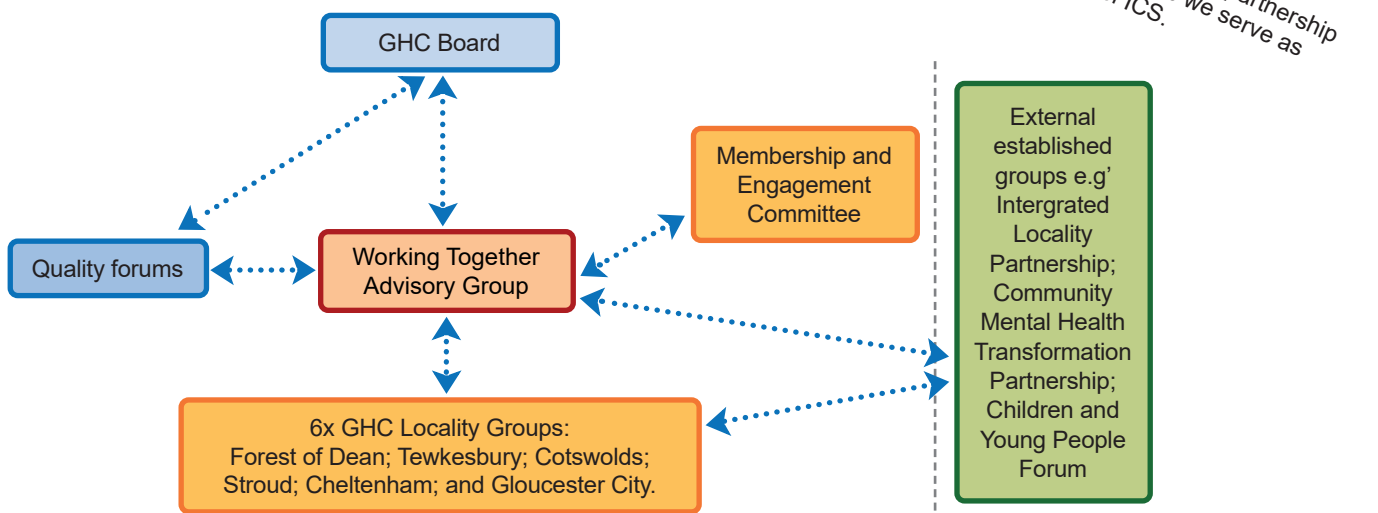 artnership
we serve as
ICS.
GHC Board
Membership and
Engagement
Committee
External
established
groups e.g’
Intergrated
Locality
Partnership;
Community
Mental Health
Transformation
Partnership;
Children and
Young People
Forum
Quality forums
Working Together
Advisory Group
6x GHC Locality Groups:
Forest of Dean; Tewkesbury; Cotswolds;
Stroud; Cheltenham; and Gloucester City.